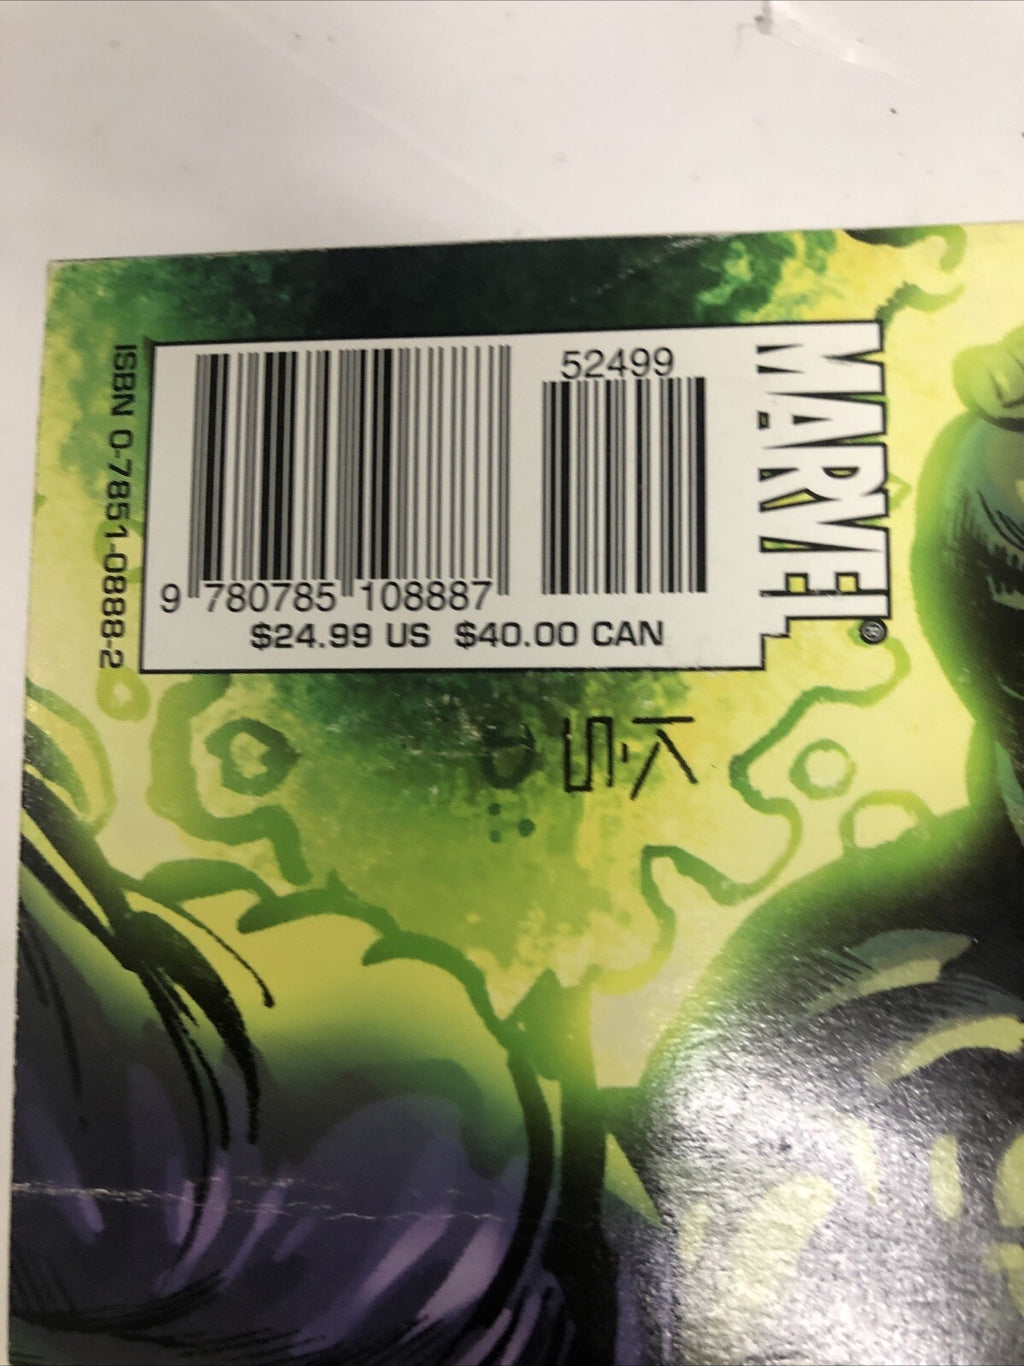 ISBN 0-7851-0888-2
52499
9 780785 108887
$24.99 US $40.00 CAN
MARVEL®